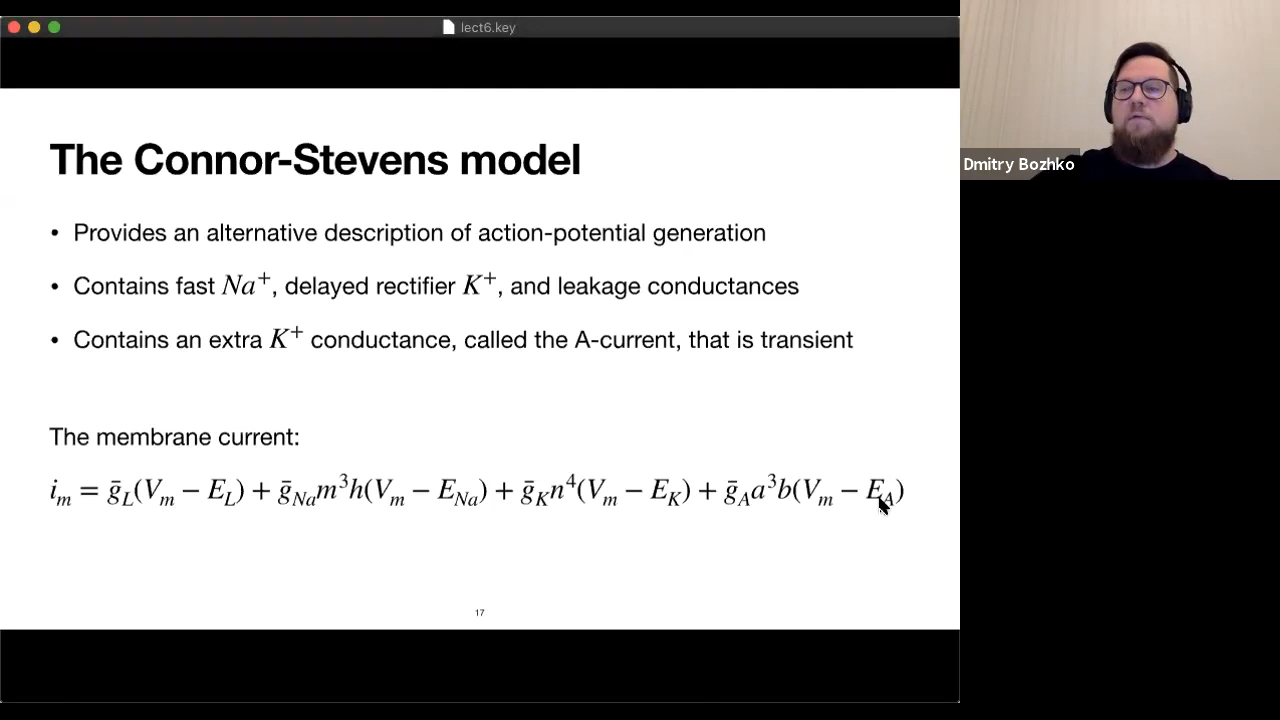 lect6.key
The Connor-Stevens model
• Provides an alternative description of action-potential generation
• Contains fast Na⁺, delayed rectifier K⁺, and leakage conductances
• Contains an extra K⁺ conductance, called the A-current, that is transient
The membrane current:
i_m = ḡ_L(V_m − E_L) + ḡ_Na m³h(V_m − E_Na) + ḡ_K n⁴(V_m − E_K) + ḡ_A a³b(V_m − E_A)
17
Dmitry Bozhko